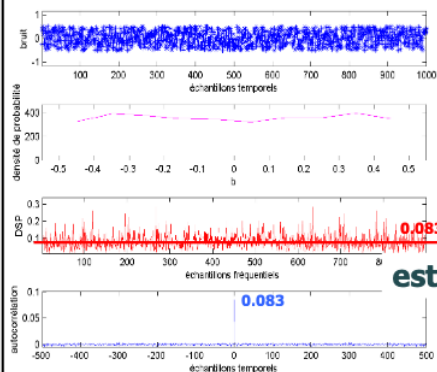 bruit
1
0
-1
100 200 300 400 500 600 700 800 900 1000
échantillons temporels
densité de probabilité
400
200
0
-0.5 -0.4 -0.3 -0.2 -0.1 0 0.1 0.2 0.3 0.4 0.5
b
DSP
0.3
0.2
0.1
0.083
100 200 300 400 500 600 700
échantillons fréquentiels
est
autocorrélation
0.1
0.05
0
0.083
-500 -400 -300 -200 -100 0 100 200 300 400 500
échantillons temporels